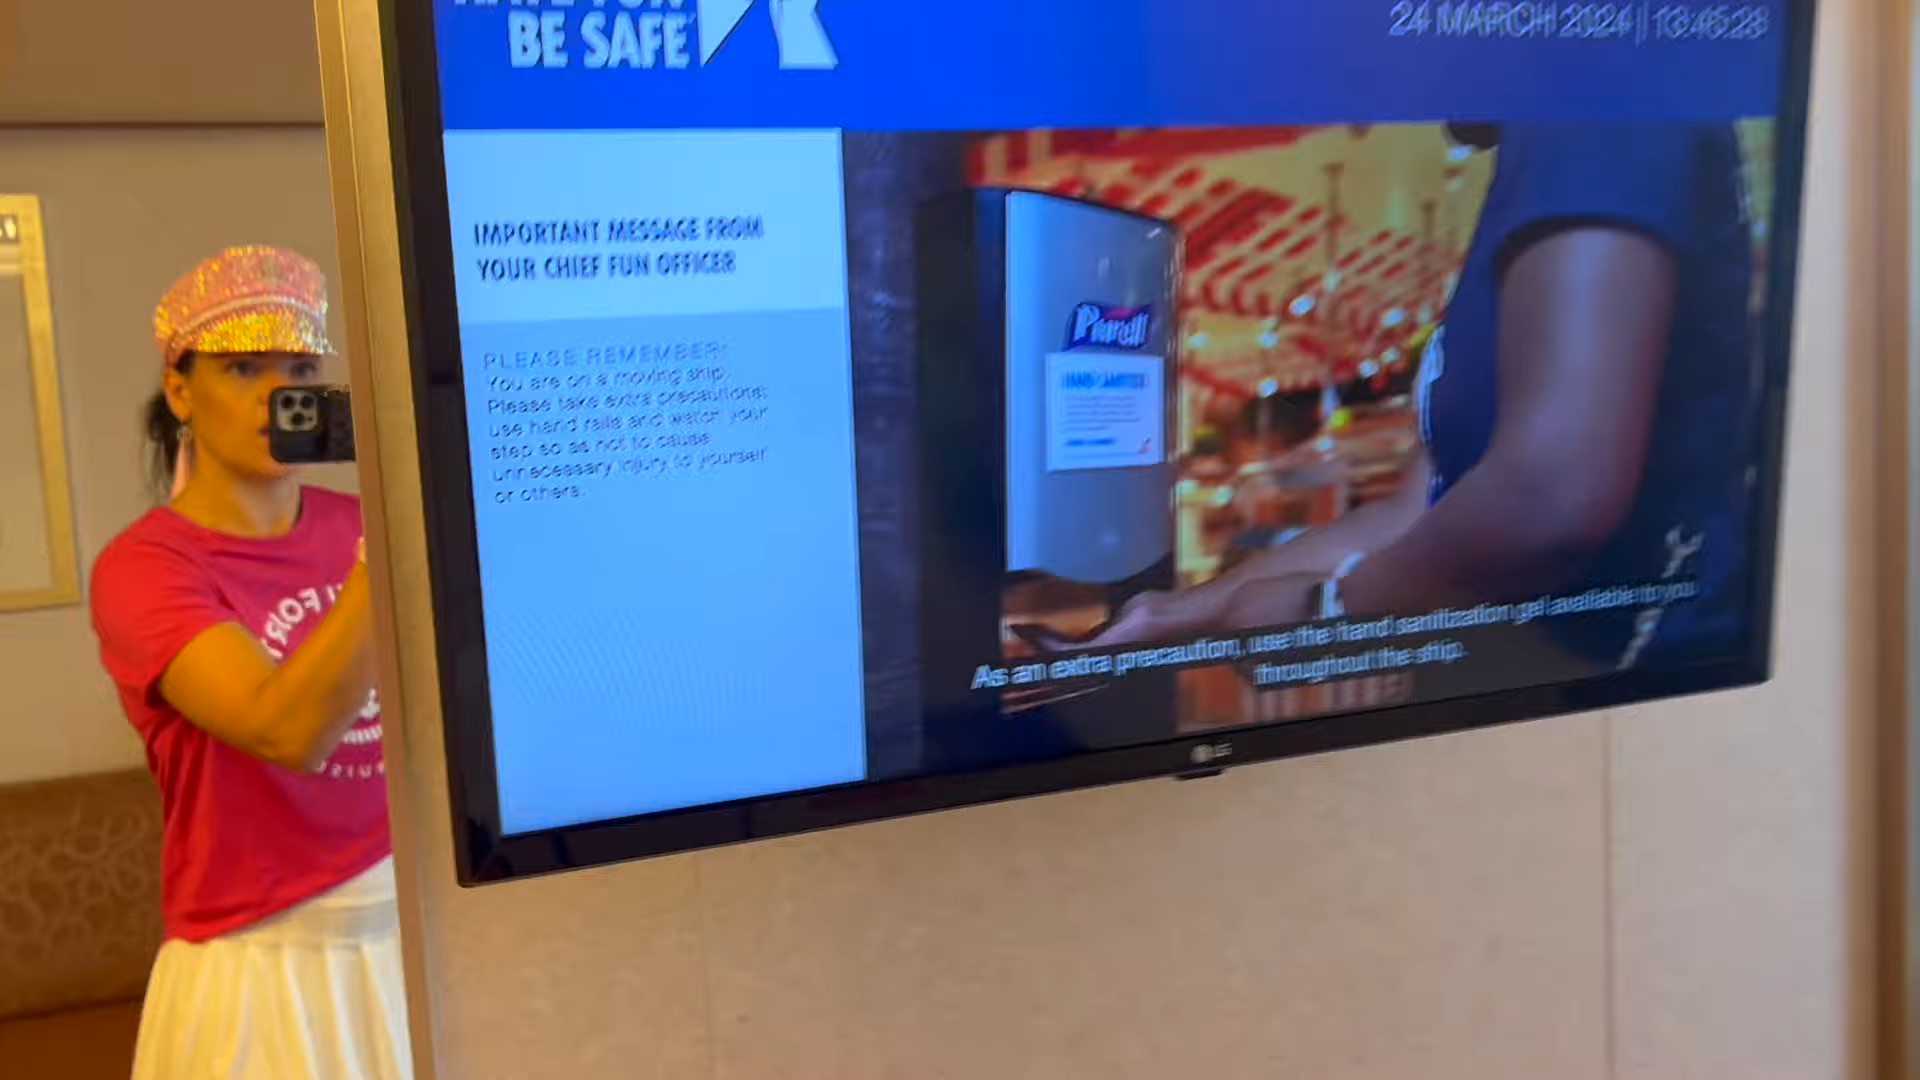 HAVE FUN
BE SAFE
24 MARCH 2024 | 13:45:28
IMPORTANT MESSAGE FROM
YOUR CHIEF FUN OFFICER
PLEASE REMEMBER:
You are on a moving ship.
Please take extra precautions:
use hand rails and watch your
step so as not to cause
unnecessary injury to yourself
or others.
Purell
HAND SANITIZER
As an extra precaution, use the hand sanitization gel available to you
throughout the ship.
LG